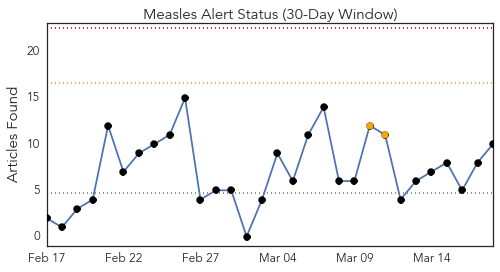 Measles Alert Status (30-Day Window)
Articles Found
20
15
10
5
0
Feb 17 Feb 22 Feb 27 Mar 04 Mar 09 Mar 14